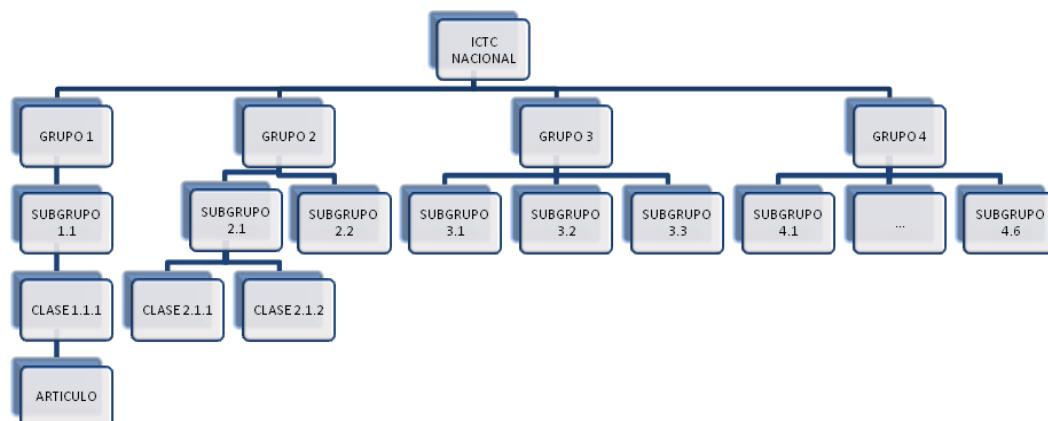 ICTC
NACIONAL
GRUPO 1
GRUPO 2
GRUPO 3
GRUPO 4
SUBGRUPO
1.1
SUBGRUPO
2.1
SUBGRUPO
2.2
SUBGRUPO
3.1
SUBGRUPO
3.2
SUBGRUPO
3.3
SUBGRUPO
4.1
...
SUBGRUPO
4.6
CLASE 1.1.1
CLASE 2.1.1
CLASE 2.1.2
ARTICULO